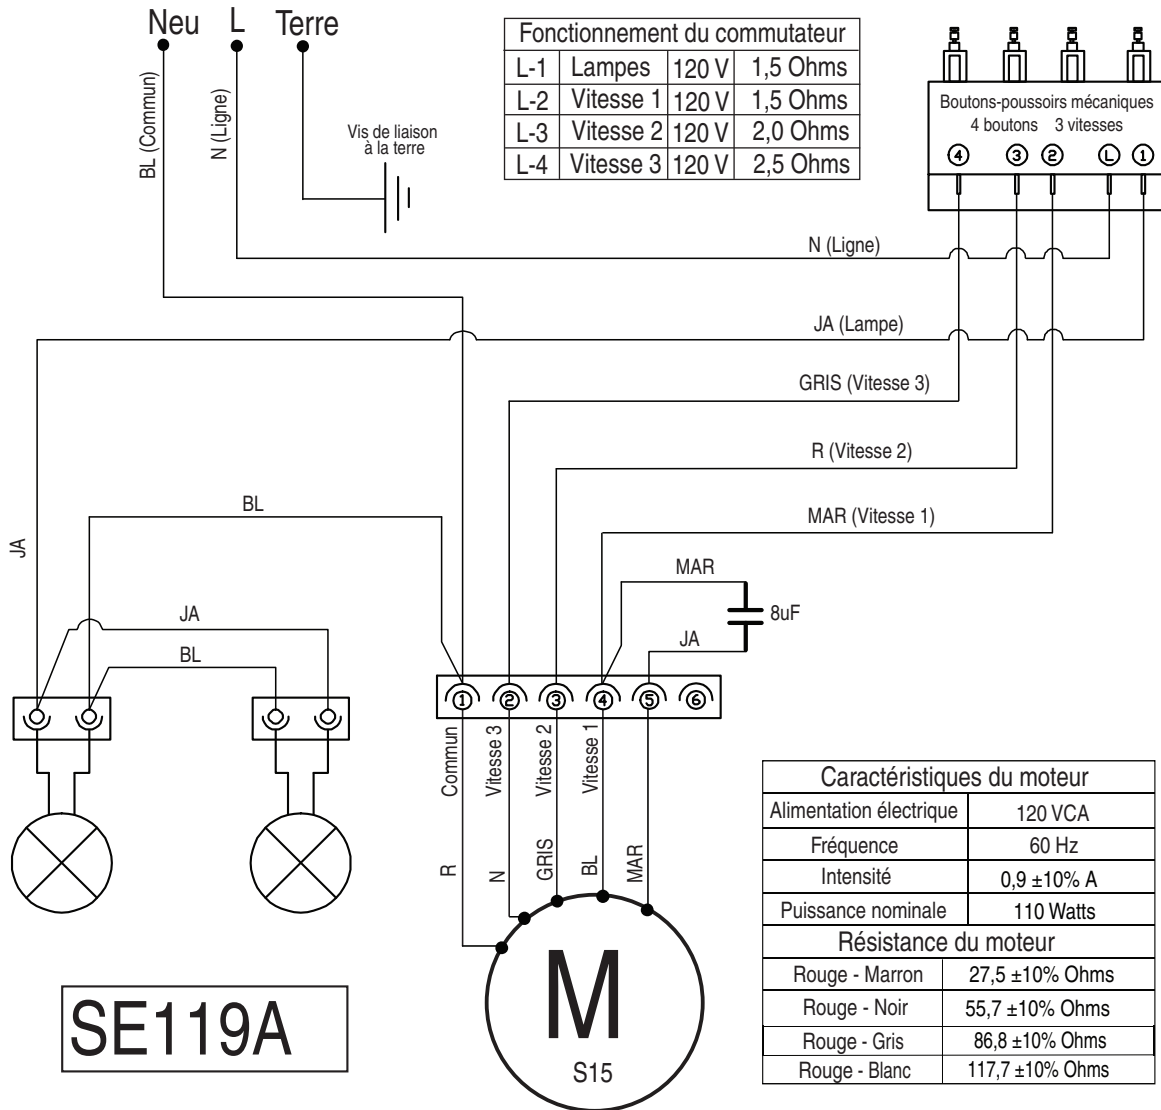 Neu L Terre
BL (Commun)
N (Ligne)
Vis de liaison
à la terre
Fonctionnement du commutateur
L-1 Lampes 120 V 1,5 Ohms
L-2 Vitesse 1 120 V 1,5 Ohms
L-3 Vitesse 2 120 V 2,0 Ohms
L-4 Vitesse 3 120 V 2,5 Ohms
Boutons-poussoirs mécaniques
4 boutons 3 vitesses
4 3 2 L 1
N (Ligne)
JA (Lampe)
GRIS (Vitesse 3)
R (Vitesse 2)
MAR (Vitesse 1)
BL
JA
MAR
8uF
JA
JA
BL
1 2 3 4 5 6
Commun
Vitesse 3
Vitesse 2
Vitesse 1
R
N
GRIS
BL
MAR
M
S15
SE119A
Caractéristiques du moteur
Alimentation électrique 120 VCA
Fréquence 60 Hz
Intensité 0,9 ±10% A
Puissance nominale 110 Watts
Résistance du moteur
Rouge - Marron 27,5 ±10% Ohms
Rouge - Noir 55,7 ±10% Ohms
Rouge - Gris 86,8 ±10% Ohms
Rouge - Blanc 117,7 ±10% Ohms